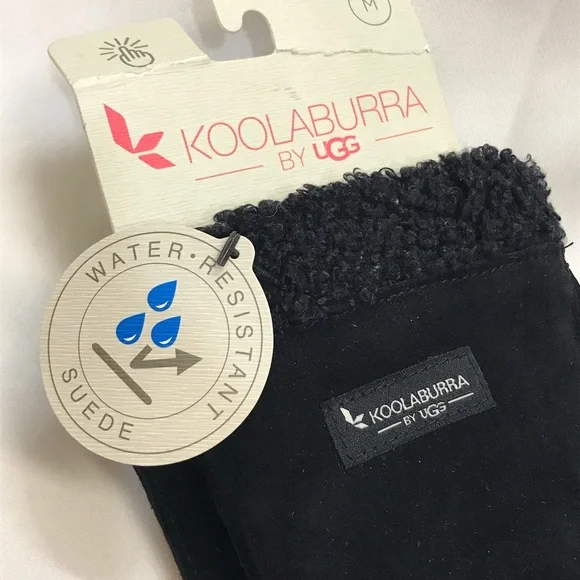 M
KOOLABURRA
BY UGG
WATER·RESISTANT
SUEDE
KOOLABURRA
BY UGG